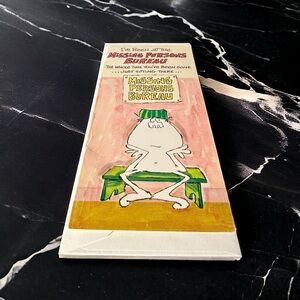 I'VE BEEN AT THE
MISSING PERSONS
BUREAU
THE WHOLE TIME YOU'VE BEEN GONE
...JUST SITTING THERE...
MISSING
PERSONS
BUREAU